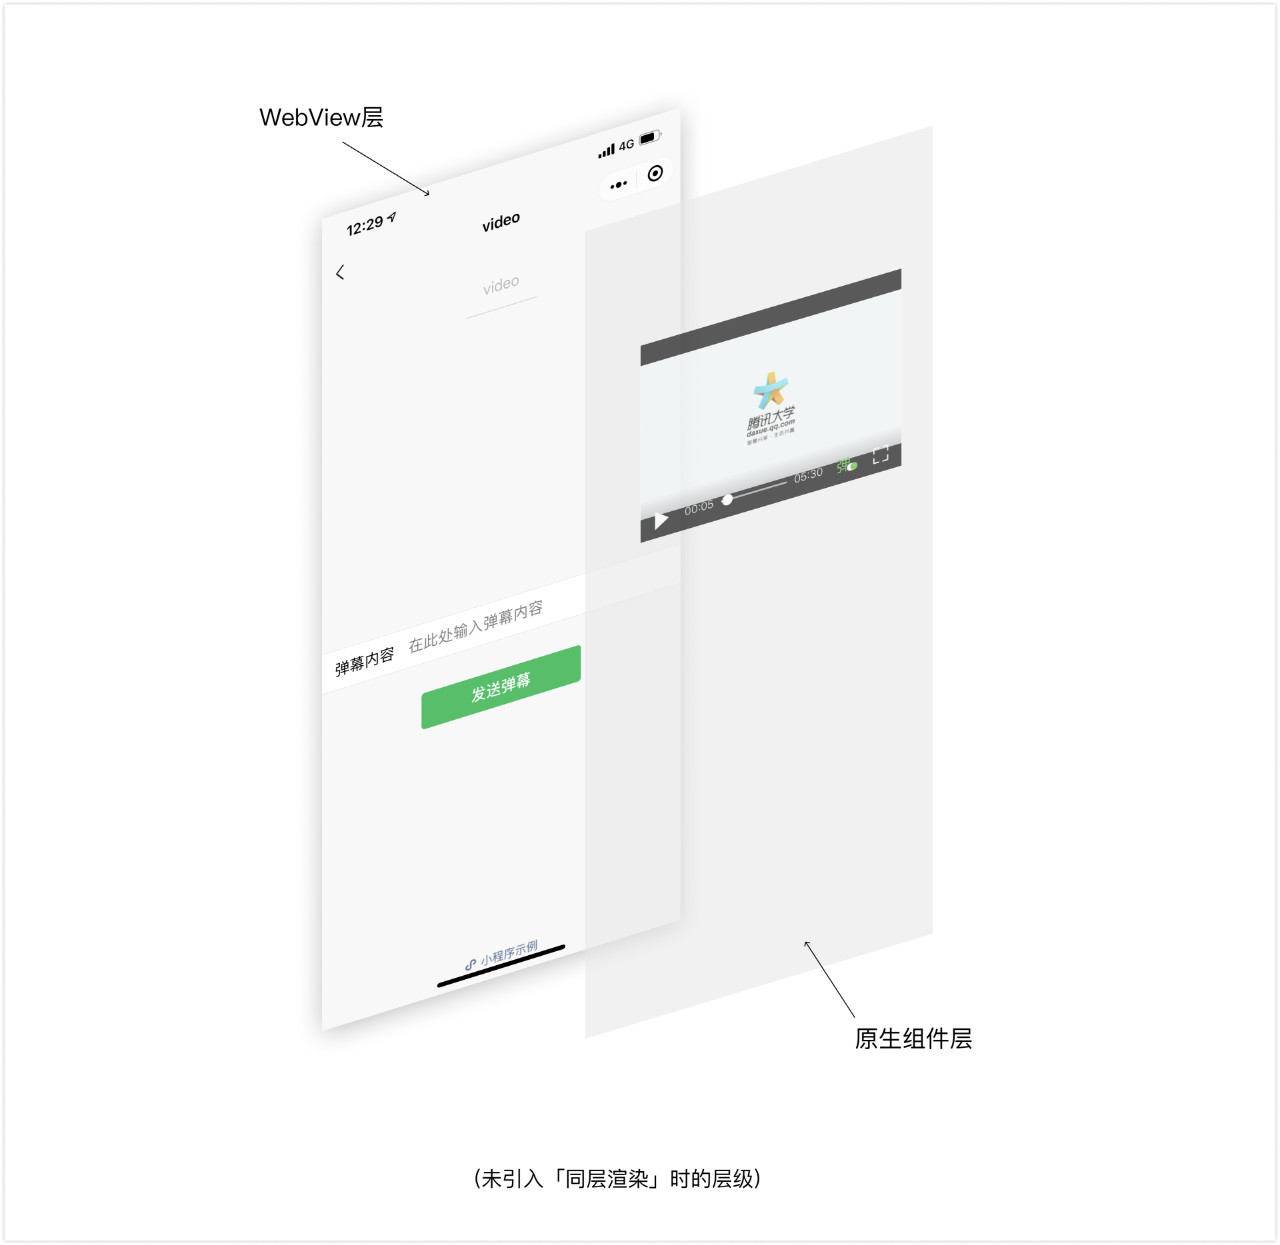 WebView层
4G
12:29
video
video
腾讯大学
daxue.qq.com
00:05
05:30
弹
弹幕内容
在此处输入弹幕内容
发送弹幕
小程序示例
原生组件层
(未引入「同层渲染」时的层级)